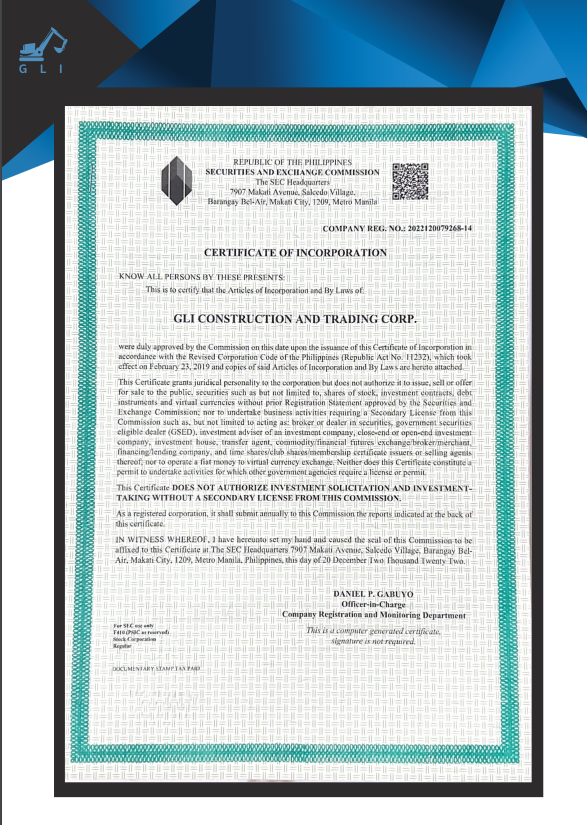 G L I
REPUBLIC OF THE PHILIPPINES
SECURITIES AND EXCHANGE COMMISSION
The SEC Headquarters
7907 Makati Avenue, Salcedo Village,
Barangay Bel-Air, Makati City, 1209, Metro Manila
COMPANY REG. NO.: 2022120079268-14
CERTIFICATE OF INCORPORATION
KNOW ALL PERSONS BY THESE PRESENTS:
This is to certify that the Articles of Incorporation and By Laws of:
GLI CONSTRUCTION AND TRADING CORP.
were duly approved by the Commission on this date upon the issuance of this Certificate of Incorporation in
accordance with the Revised Corporation Code of the Philippines (Republic Act No. 11232), which took
effect on February 23, 2019 and copies of said Articles of Incorporation and By Laws are hereto attached.
This Certificate grants juridical personality to the corporation but does not authorize it to issue, sell or offer
for sale to the public, securities such as but not limited to, shares of stock, investment contracts, debt
instruments and virtual currencies without prior Registration Statement approved by the Securities and
Exchange Commission; nor to undertake business activities requiring a Secondary License from this
Commission such as, but not limited to acting as: broker or dealer in securities, government securities
eligible dealer (GSED), investment adviser of an investment company, close-end or open-end investment
company, investment house, transfer agent, commodity/financial futures exchange/broker/merchant,
financing/lending company, and time shares/club shares/membership certificate issuers or selling agents
thereof; nor to operate a fiat money to virtual currency exchange. Neither does this Certificate constitute a
permit to undertake activities for which other government agencies require a license or permit.
This Certificate DOES NOT AUTHORIZE INVESTMENT SOLICITATION AND INVESTMENT-
TAKING WITHOUT A SECONDARY LICENSE FROM THIS COMMISSION.
As a registered corporation, it shall submit annually to this Commission the reports indicated at the back of
this certificate.
IN WITNESS WHEREOF, I have hereunto set my hand and caused the seal of this Commission to be
affixed to this Certificate at The SEC Headquarters 7907 Makati Avenue, Salcedo Village, Barangay Bel-
Air, Makati City, 1209, Metro Manila, Philippines, this day of 20 December Two Thousand Twenty Two.
DANIEL P. GABUYO
Officer-in-Charge
Company Registration and Monitoring Department
This is a computer generated certificate,
signature is not required.
For SEC use only
F410 (PSIC as reserved)
Stock Corporation
Regular
DOCUMENTARY STAMP TAX PAID